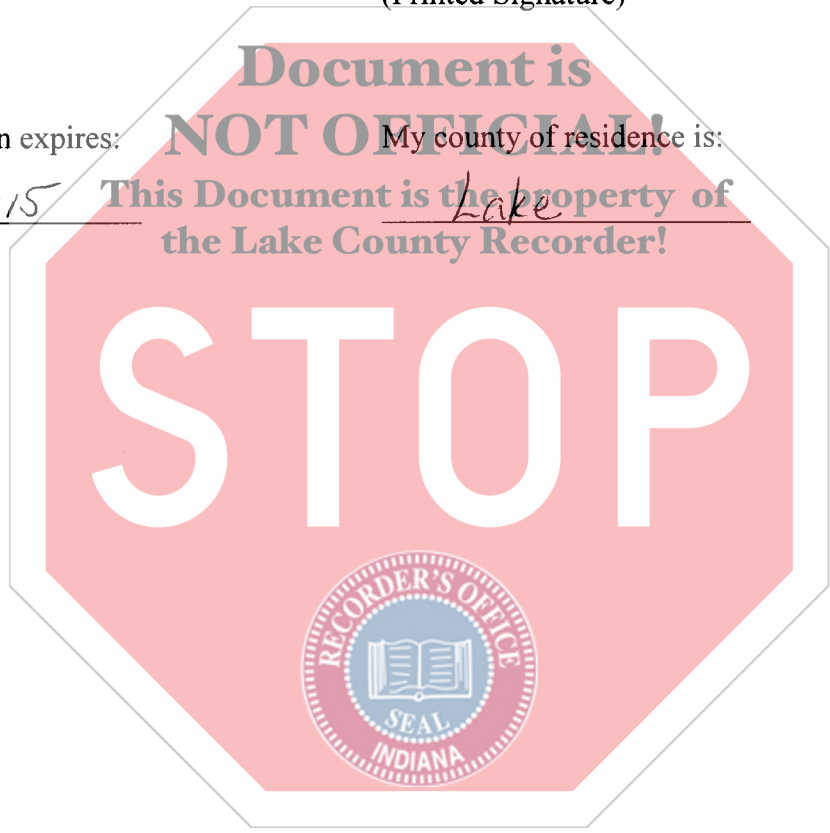 (Printed Signature)
Document is
NOT OFFICIAL!
n expires: My county of residence is:
15 Lake
This Document is the property of
the Lake County Recorder!
STOP
RECORDER'S OFFICE
SEAL
INDIANA